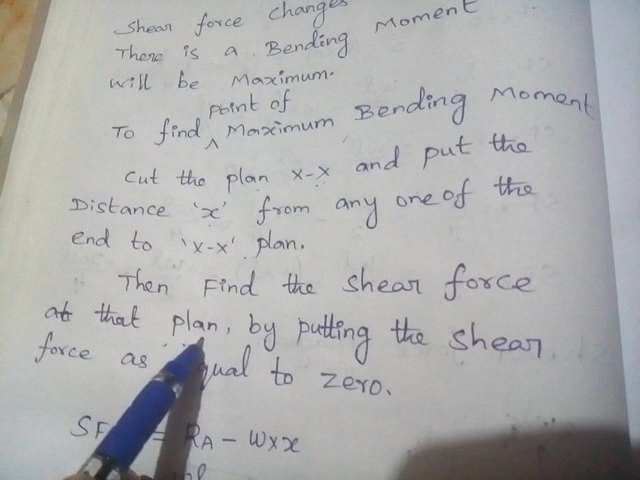 Shear force changes
There is a Bending Moment
will be Maximum.
point of
To find ^ Maximum Bending Moment
Cut the plan x-x and put the
Distance 'x' from any one of the
end to 'x-x' plan.
Then Find the shear force
at that plan, by putting the shear
force as qual to zero.
SF = RA - W×x